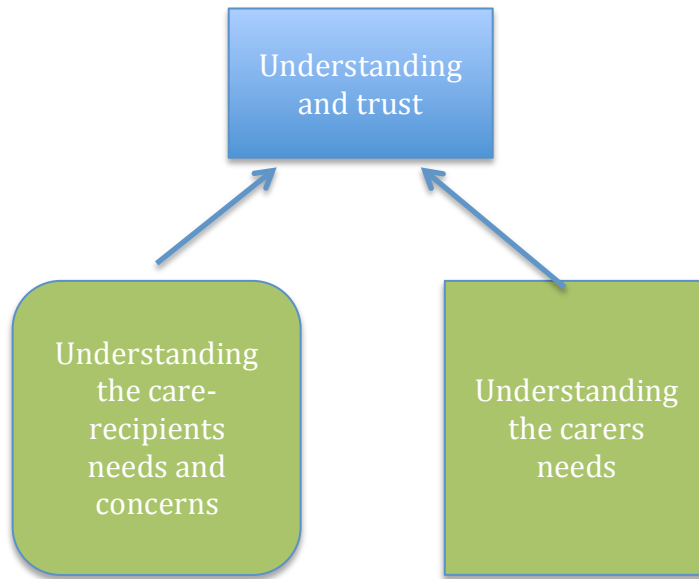 Understanding
and trust
Understanding
the care-
recipients
needs and
concerns
Understanding
the carers
needs